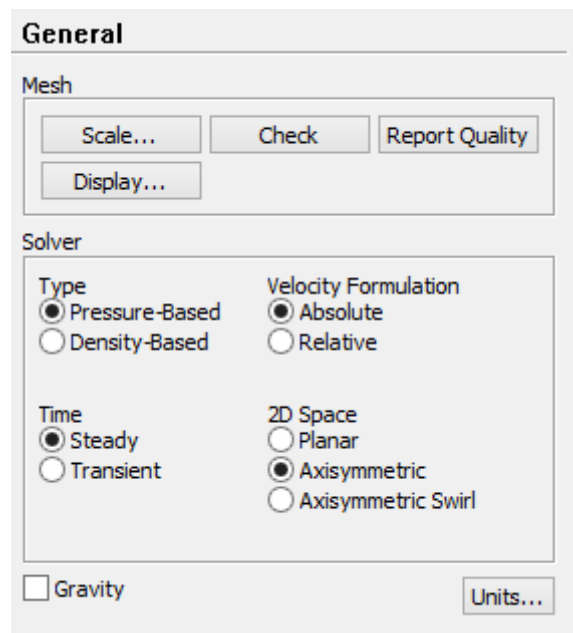 General
Mesh
Scale... Check Report Quality
Display...
Solver
Type Velocity Formulation
Pressure-Based Absolute
Density-Based Relative
Time 2D Space
Steady Planar
Transient Axisymmetric
Axisymmetric Swirl
Gravity Units...